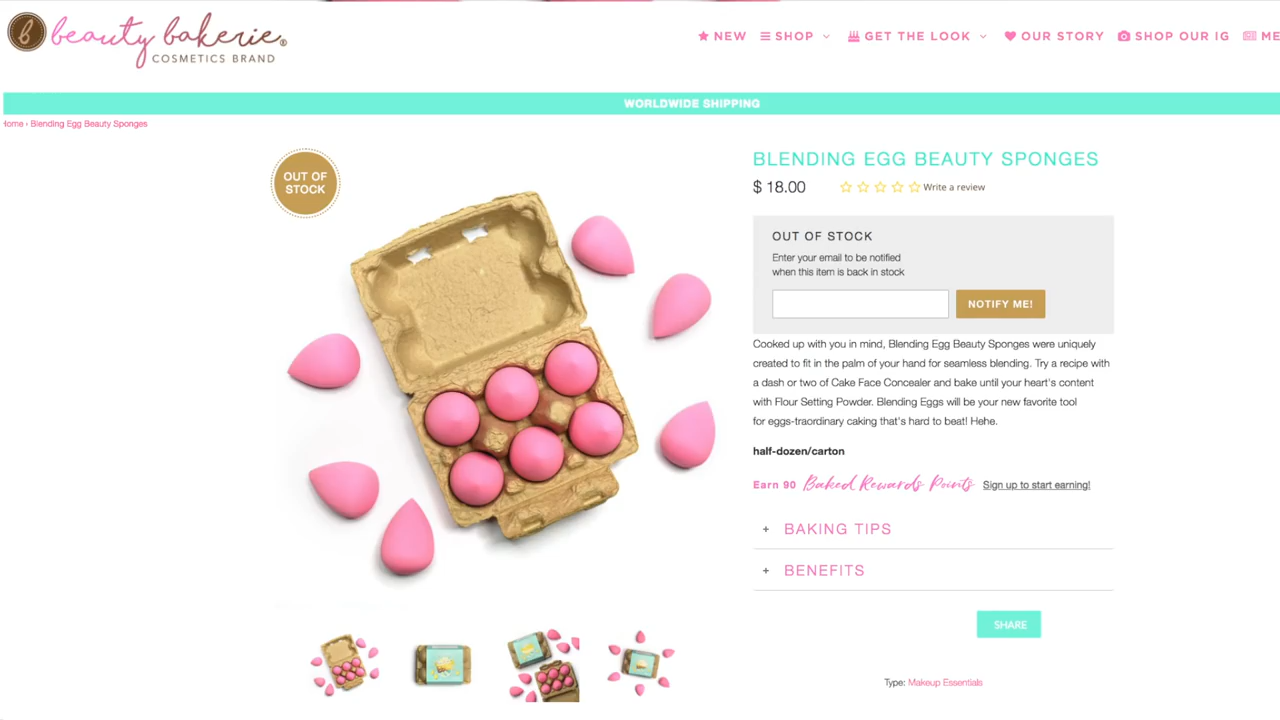 b beauty bakerie®
COSMETICS BRAND
NEW SHOP GET THE LOOK OUR STORY SHOP OUR IG ME
WORLDWIDE SHIPPING
Home › Blending Egg Beauty Sponges
OUT OF
STOCK
BLENDING EGG BEAUTY SPONGES
$ 18.00 Write a review
OUT OF STOCK
Enter your email to be notified
when this item is back in stock
NOTIFY ME!
Cooked up with you in mind, Blending Egg Beauty Sponges were uniquely
created to fit in the palm of your hand for seamless blending. Try a recipe with
a dash or two of Cake Face Concealer and bake until your heart's content
with Flour Setting Powder. Blending Eggs will be your new favorite tool
for eggs-traordinary caking that's hard to beat! Hehe.
half-dozen/carton
Earn 90 Baked Rewards Points Sign up to start earning!
+ BAKING TIPS
+ BENEFITS
SHARE
Type: Makeup Essentials